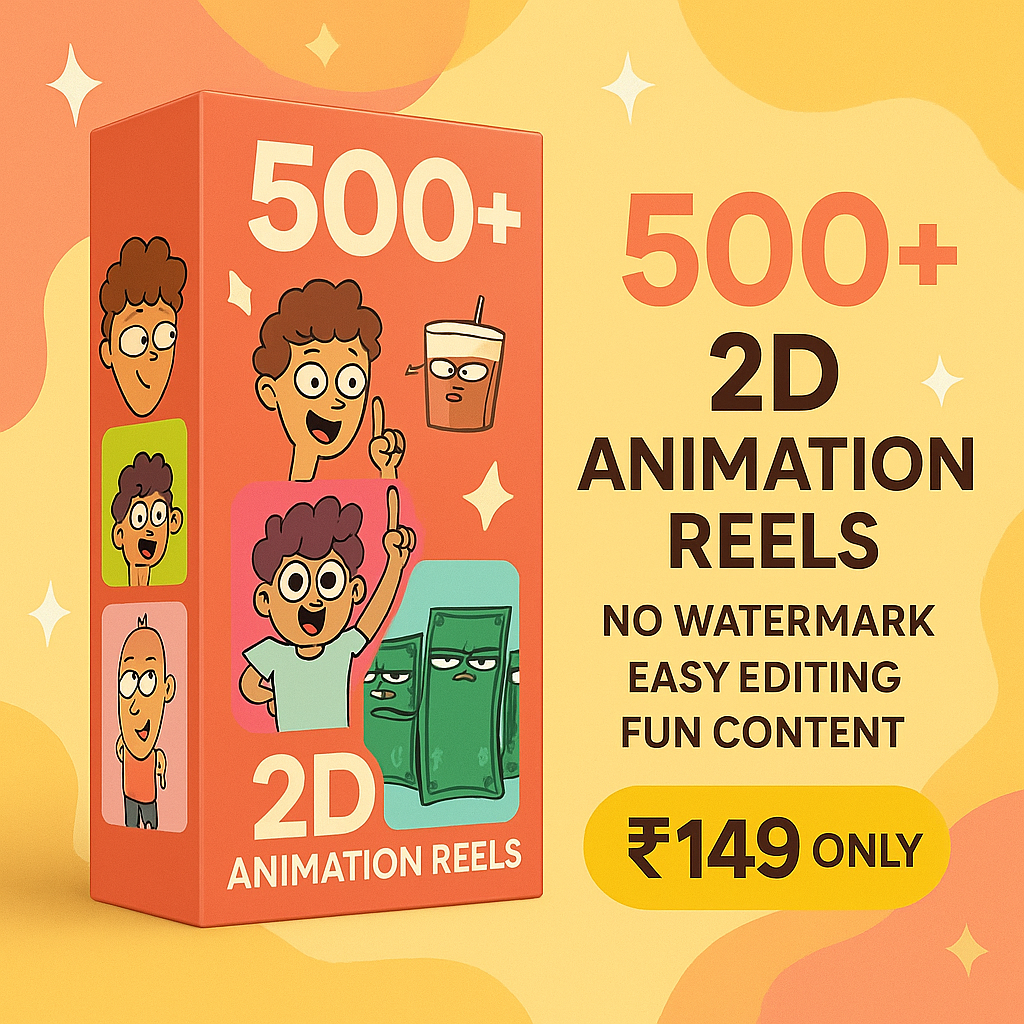 500+
2D
ANIMATION REELS
500+
2D
ANIMATION
REELS
NO WATERMARK
EASY EDITING
FUN CONTENT
₹149 ONLY